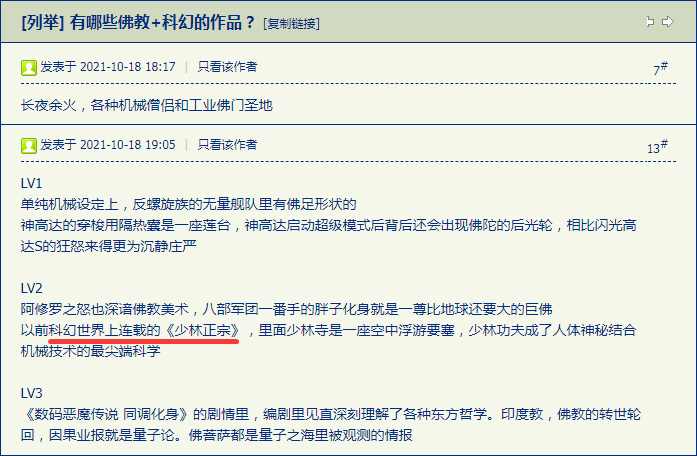 [列举] 有哪些佛教+科幻的作品？ [复制链接]
发表于 2021-10-18 18:17 | 只看该作者 7#
长夜余火，各种机械僧侣和工业佛门圣地
发表于 2021-10-18 19:05 | 只看该作者 13#
LV1
单纯机械设定上，反螺旋族的无量舰队里有佛足形状的
神高达的穿梭用隔热囊是一座莲台，神高达启动超级模式后背后还会出现佛陀的后光轮，相比闪光高
达S的狂怒来得更为沉静庄严
LV2
阿修罗之怒也深谙佛教美术，八部军团一番手的胖子化身就是一尊比地球还要大的巨佛
以前科幻世界上连载的《少林正宗》，里面少林寺是一座空中浮游要塞，少林功夫成了人体神秘结合
机械技术的最尖端科学
LV3
《数码恶魔传说 同调化身》的剧情里，编剧里见直深刻理解了各种东方哲学。印度教，佛教的转世轮
回，因果业报就是量子论。佛菩萨都是量子之海里被观测的情报